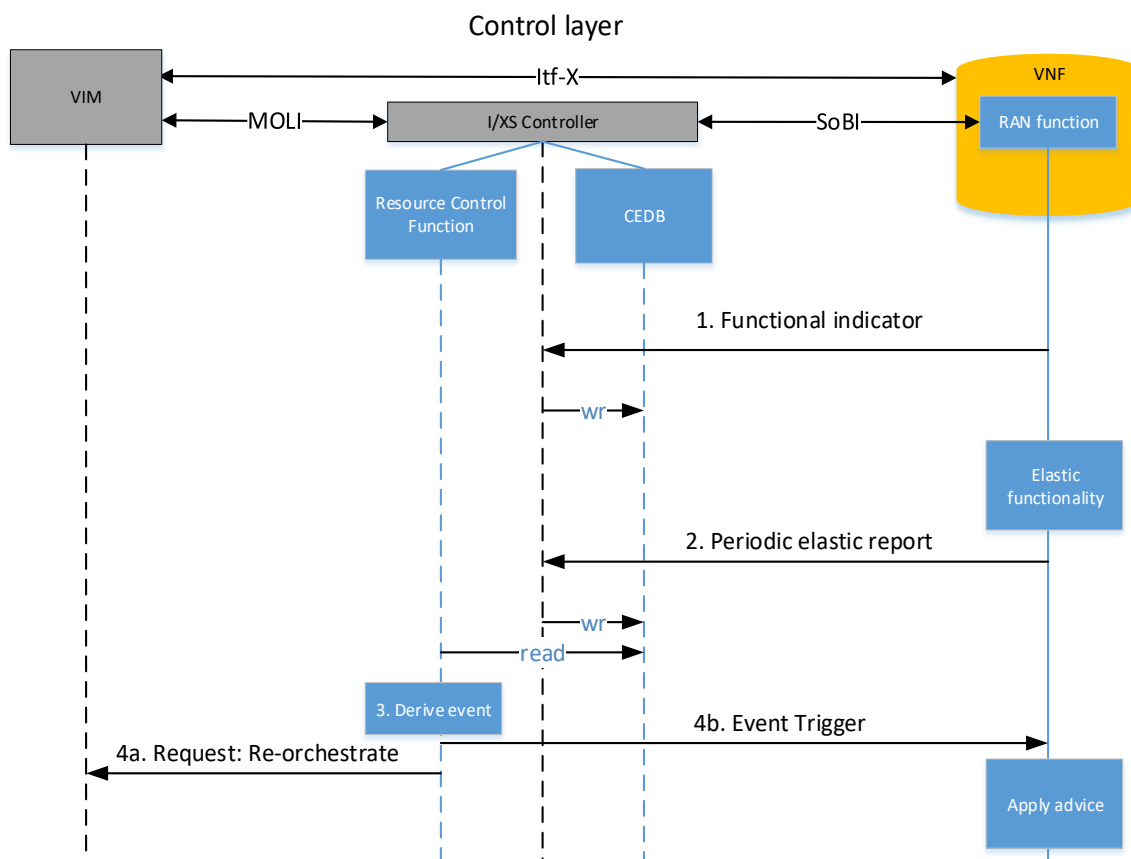 Control layer
Itf-X
VIM
VNF
MOLI
I/XS Controller
SoBI
RAN function
Resource Control
Function
CEDB
1. Functional indicator
wr
Elastic
functionality
2. Periodic elastic report
wr
read
3. Derive event
4b. Event Trigger
4a. Request: Re-orchestrate
Apply advice